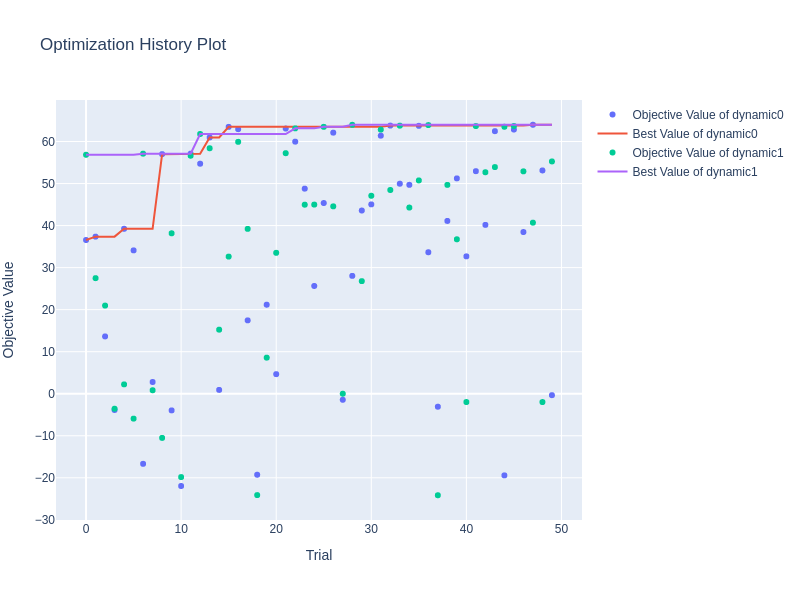 Optimization History Plot
Objective Value
60
50
40
30
20
10
0
−10
−20
−30
0
10
20
30
40
50
Trial
Objective Value of dynamic0
Best Value of dynamic0
Objective Value of dynamic1
Best Value of dynamic1